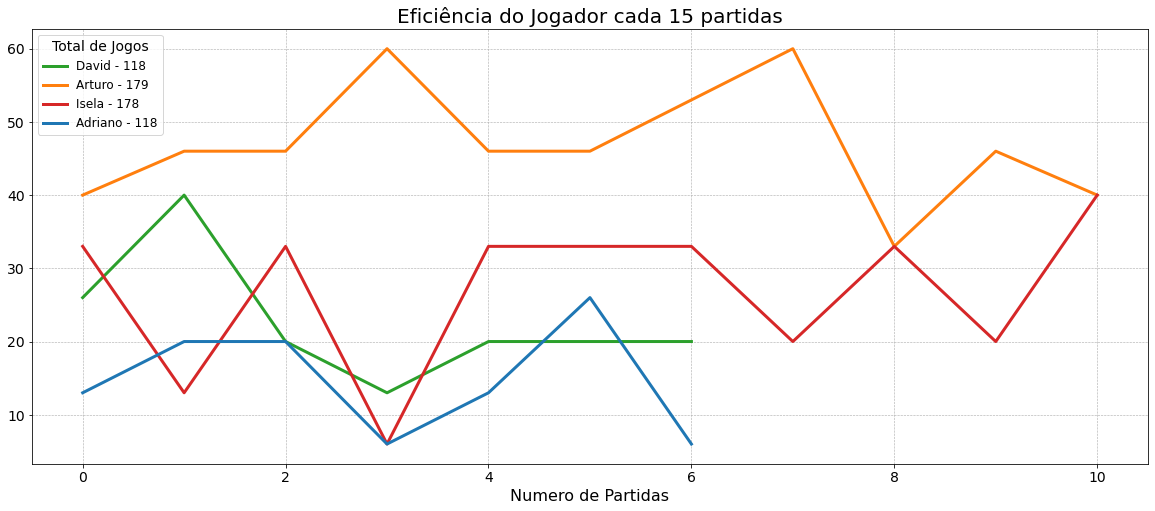 Eficiência do Jogador cada 15 partidas
Total de Jogos
David - 118
Arturo - 179
Isela - 178
Adriano - 118
60
50
40
30
20
10
0 2 4 6 8 10
Numero de Partidas